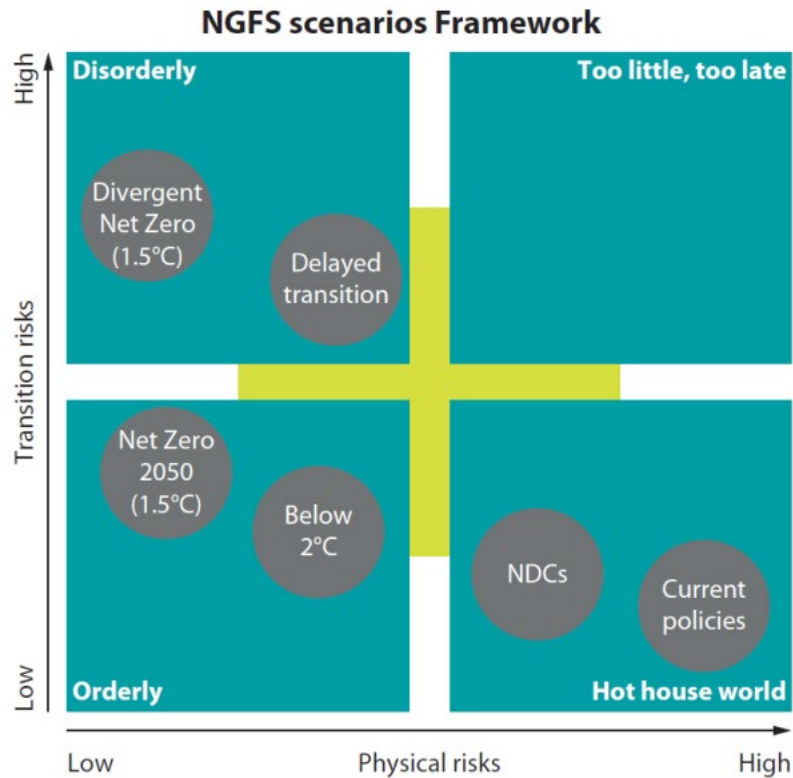 NGFS scenarios Framework
High
Transition risks
Low
Disorderly
Too little, too late
Divergent
Net Zero
(1.5°C)
Delayed
transition
Net Zero
2050
(1.5°C)
Below
2°C
NDCs
Current
policies
Orderly
Hot house world
Low
Physical risks
High